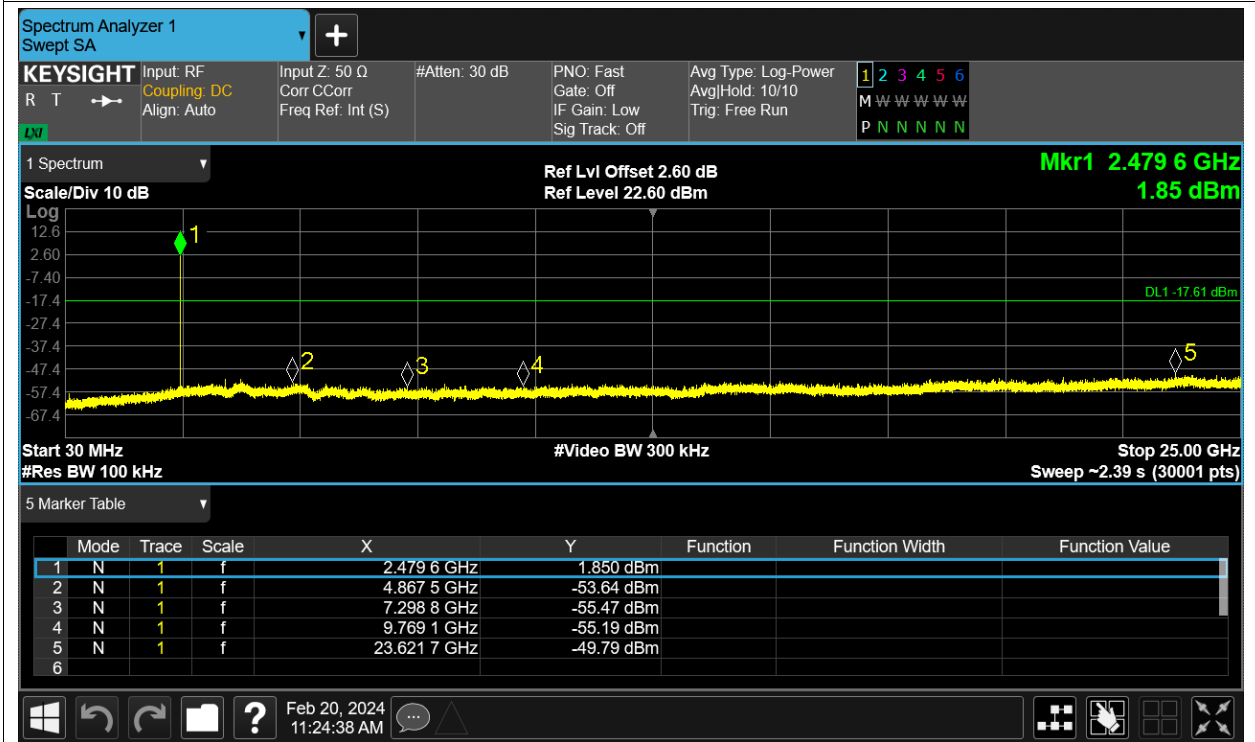 Spectrum Analyzer 1
Swept SA
KEYSIGHT
R T
LXI
Input: RF
Coupling: DC
Align: Auto
Input Z: 50 Ω
Corr CCorr
Freq Ref: Int (S)
#Atten: 30 dB
PNO: Fast
Gate: Off
IF Gain: Low
Sig Track: Off
Avg Type: Log-Power
Avg|Hold: 10/10
Trig: Free Run
1 2 3 4 5 6
M W W W W W
P N N N N N
1 Spectrum
Scale/Div 10 dB
Ref Lvl Offset 2.60 dB
Ref Level 22.60 dBm
Mkr1 2.479 6 GHz
1.85 dBm
Log
12.6
2.60
-7.40
-17.4
-27.4
-37.4
-47.4
-57.4
-67.4
1
2
3
4
5
DL1 -17.61 dBm
Start 30 MHz
#Res BW 100 kHz
#Video BW 300 kHz
Stop 25.00 GHz
Sweep ~2.39 s (30001 pts)
5 Marker Table
Mode Trace Scale X Y Function Function Width Function Value
1 N 1 f 2.479 6 GHz 1.850 dBm
2 N 1 f 4.867 5 GHz -53.64 dBm
3 N 1 f 7.298 8 GHz -55.47 dBm
4 N 1 f 9.769 1 GHz -55.19 dBm
5 N 1 f 23.621 7 GHz -49.79 dBm
6
?
Feb 20, 2024
11:24:38 AM